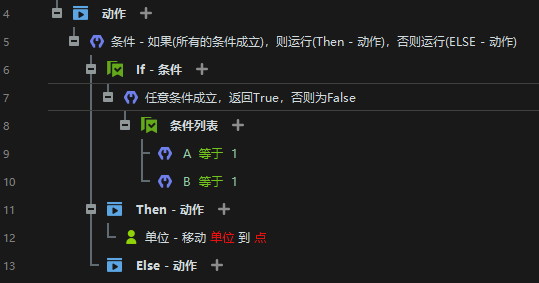 4 动作
5 条件 - 如果(所有的条件成立)，则运行(Then - 动作)，否则运行(ELSE - 动作)
6 If - 条件
7 任意条件成立，返回True，否则为False
8 条件列表
9 A 等于 1
10 B 等于 1
11 Then - 动作
12 单位 - 移动 单位 到 点
13 Else - 动作